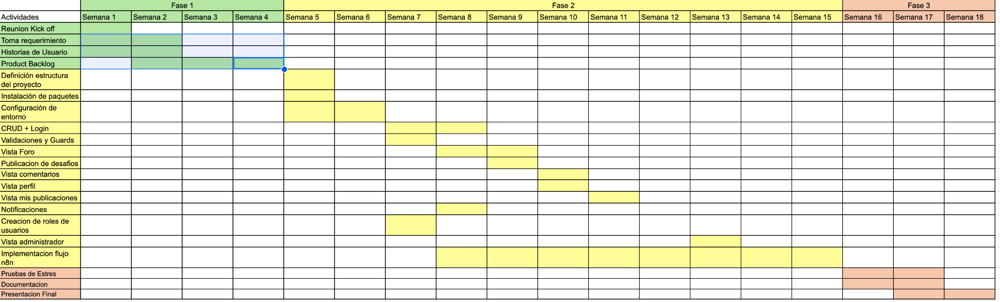 Fase 1 Fase 2 Fase 3
Actividades Semana 1 Semana 2 Semana 3 Semana 4 Semana 5 Semana 6 Semana 7 Semana 8 Semana 9 Semana 10 Semana 11 Semana 12 Semana 13 Semana 14 Semana 15 Semana 16 Semana 17 Semana 18
Reunion Kick off
Toma requerimiento
Historias de Usuario
Product Backlog
Definición estructura
del proyecto
Instalación de paquetes
Configuración de
entorno
CRUD + Login
Validaciones y Guards
Vista Foro
Publicacion de desafios
Vista comentarios
Vista perfil
Vista mis publicaciones
Notificaciones
Creacion de roles de
usuarios
Vista administrador
Implementacion flujo
n8n
Pruebas de Estres
Documentacion
Presentacion Final